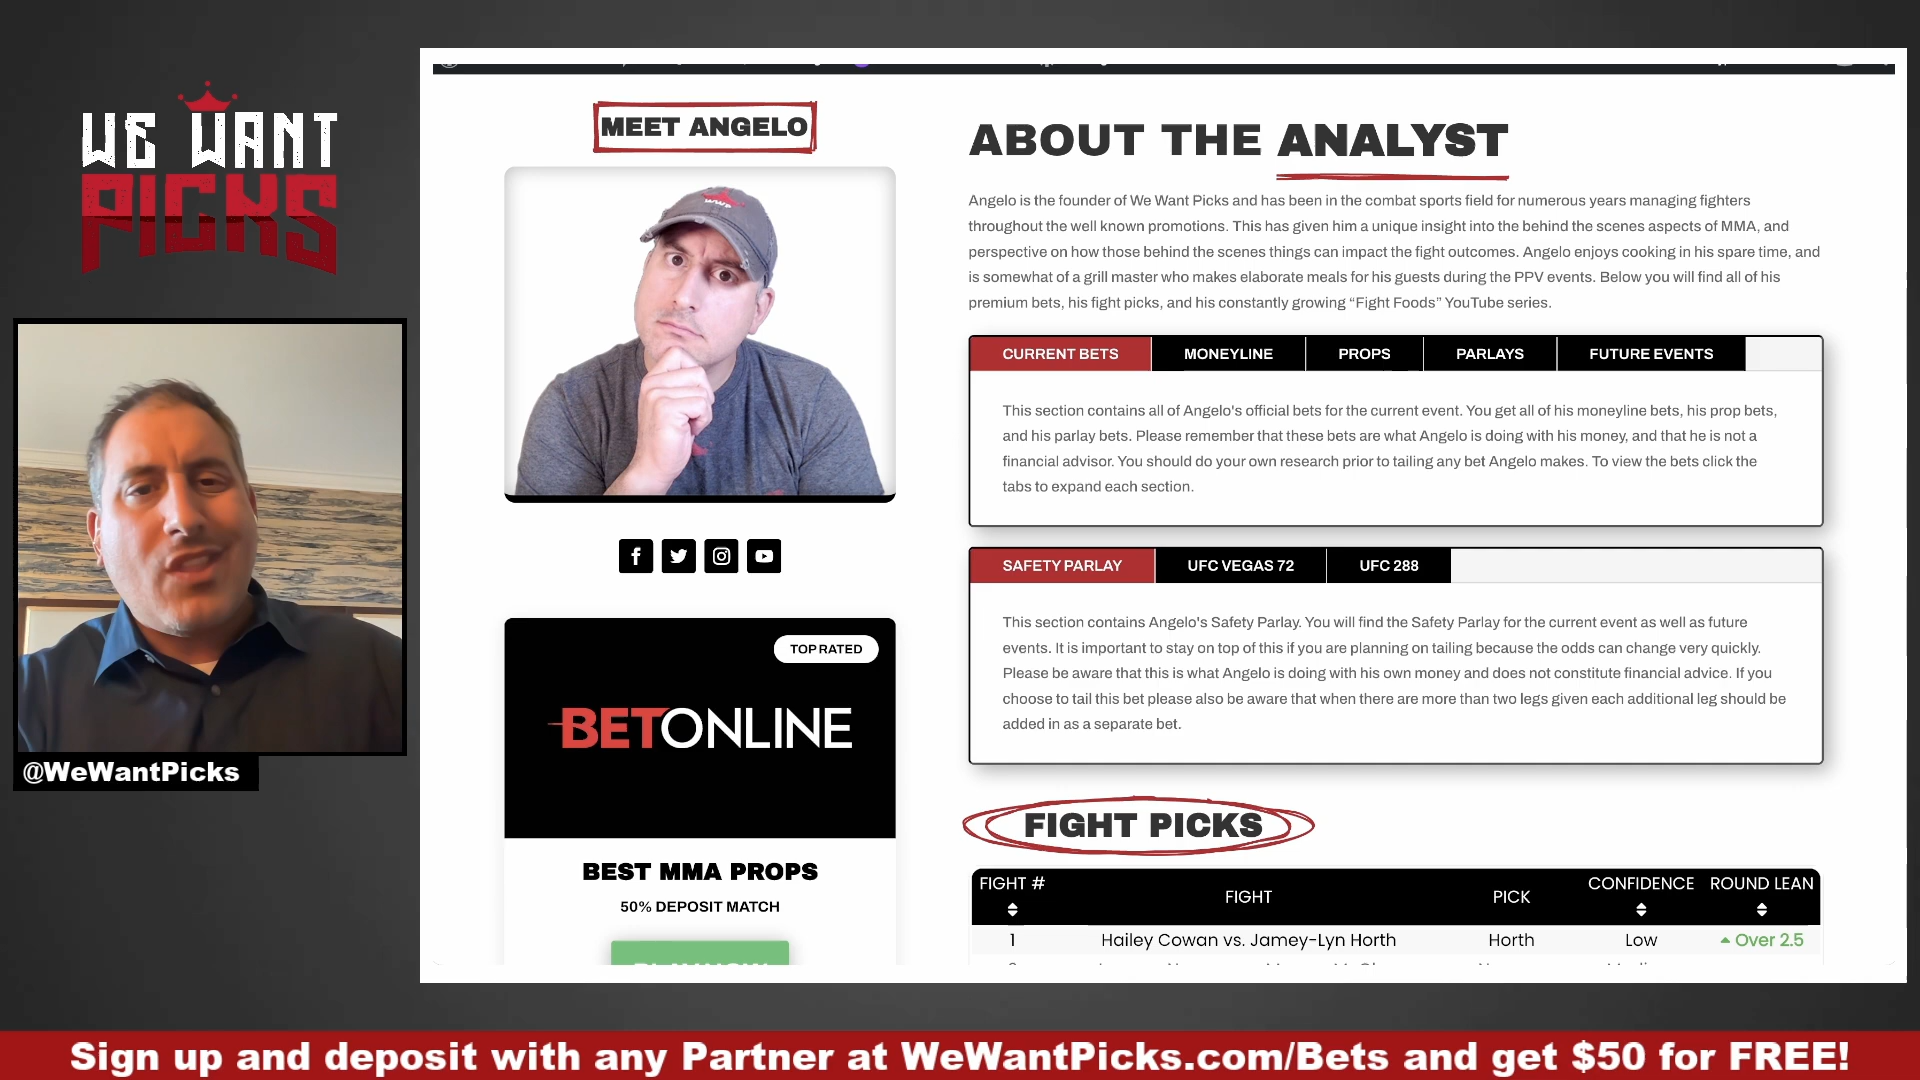 WE WANT
PICKS
@WeWantPicks
MEET ANGELO
WWP
TOP RATED
BETONLINE
BEST MMA PROPS
50% DEPOSIT MATCH
ABOUT THE ANALYST
Angelo is the founder of We Want Picks and has been in the combat sports field for numerous years managing fighters
throughout the well known promotions. This has given him a unique insight into the behind the scenes aspects of MMA, and
perspective on how those behind the scenes things can impact the fight outcomes. Angelo enjoys cooking in his spare time, and
is somewhat of a grill master who makes elaborate meals for his guests during the PPV events. Below you will find all of his
premium bets, his fight picks, and his constantly growing “Fight Foods” YouTube series.
CURRENT BETS MONEYLINE PROPS PARLAYS FUTURE EVENTS
This section contains all of Angelo's official bets for the current event. You get all of his moneyline bets, his prop bets,
and his parlay bets. Please remember that these bets are what Angelo is doing with his money, and that he is not a
financial advisor. You should do your own research prior to tailing any bet Angelo makes. To view the bets click the
tabs to expand each section.
SAFETY PARLAY UFC VEGAS 72 UFC 288
This section contains Angelo's Safety Parlay. You will find the Safety Parlay for the current event as well as future
events. It is important to stay on top of this if you are planning on tailing because the odds can change very quickly.
Please be aware that this is what Angelo is doing with his own money and does not constitute financial advice. If you
choose to tail this bet please also be aware that when there are more than two legs given each additional leg should be
added in as a separate bet.
FIGHT PICKS
FIGHT # FIGHT PICK CONFIDENCE ROUND LEAN
1 Hailey Cowan vs. Jamey-Lyn Horth Horth Low Over 2.5
Sign up and deposit with any Partner at WeWantPicks.com/Bets and get $50 for FREE!